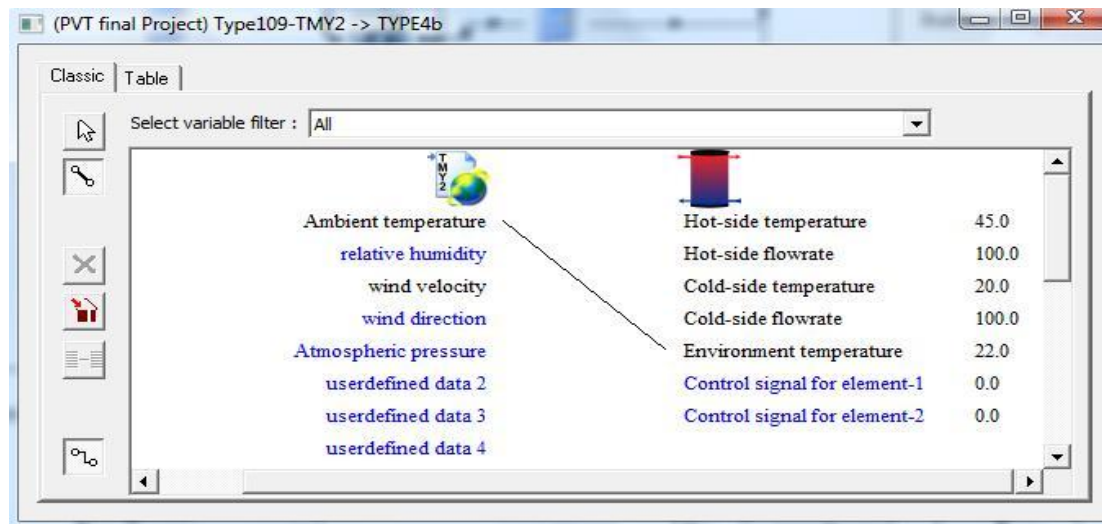 (PVT final Project) Type109-TMY2 -> TYPE4b
Classic Table
Select variable filter : All
TMY2
Ambient temperature Hot-side temperature 45.0
relative humidity Hot-side flowrate 100.0
wind velocity Cold-side temperature 20.0
wind direction Cold-side flowrate 100.0
Atmospheric pressure Environment temperature 22.0
userdefined data 2 Control signal for element-1 0.0
userdefined data 3 Control signal for element-2 0.0
userdefined data 4